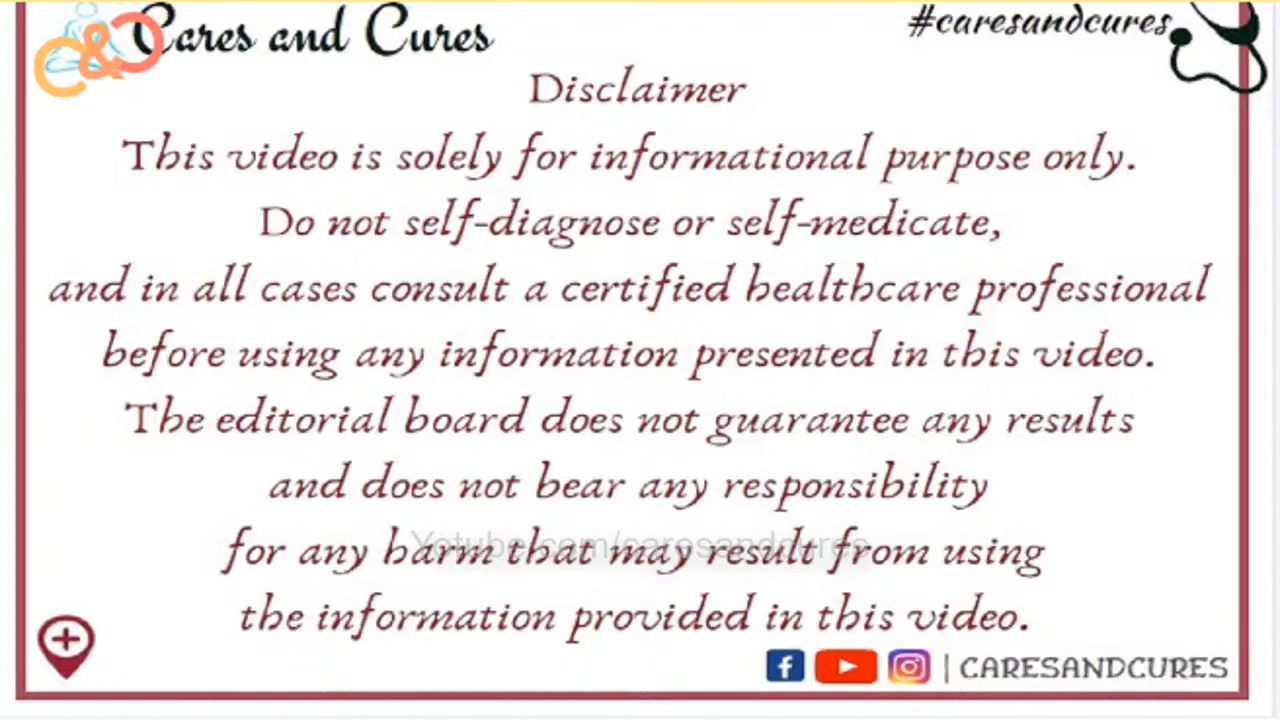 C&C Cares and Cures
#caresandcures
Disclaimer
This video is solely for informational purpose only.
Do not self-diagnose or self-medicate,
and in all cases consult a certified healthcare professional
before using any information presented in this video.
The editorial board does not guarantee any results
and does not bear any responsibility
for any harm that may result from using
Yotube.com/caresandcures
the information provided in this video.
| CARESANDCURES